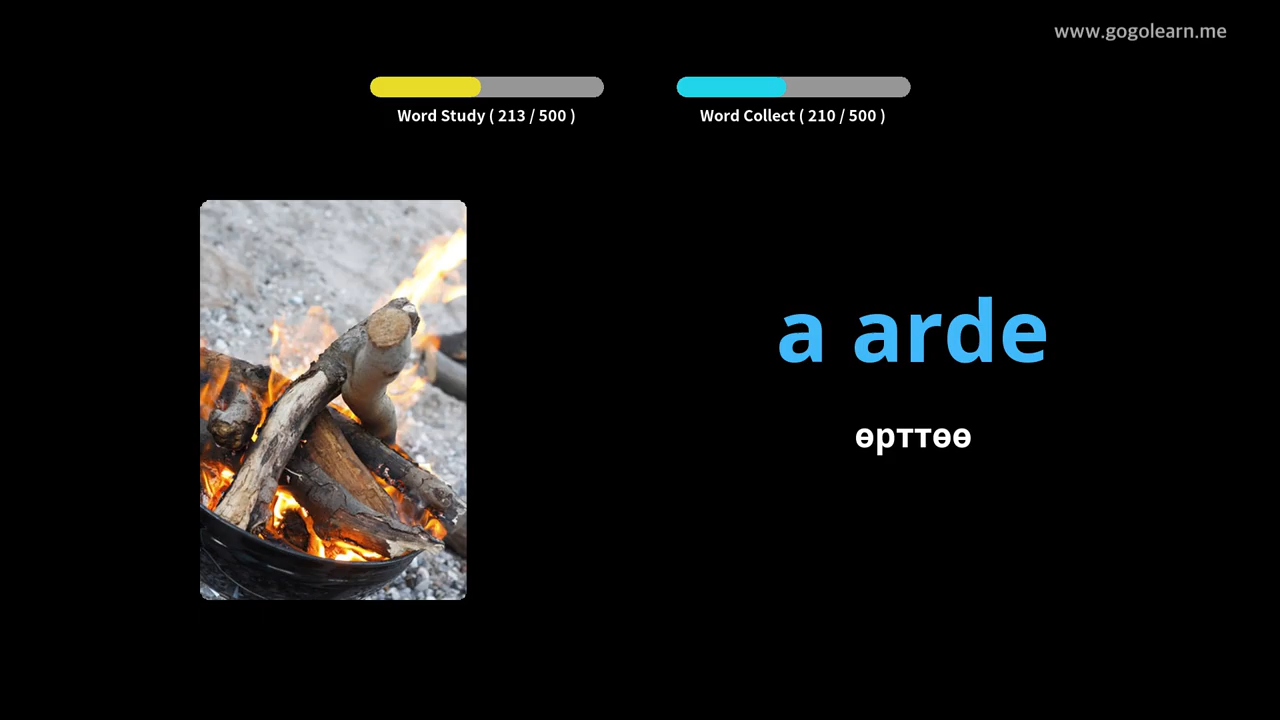 www.gogolearn.me
Word Study ( 213 / 500 )
Word Collect ( 210 / 500 )
a arde
өрттөө